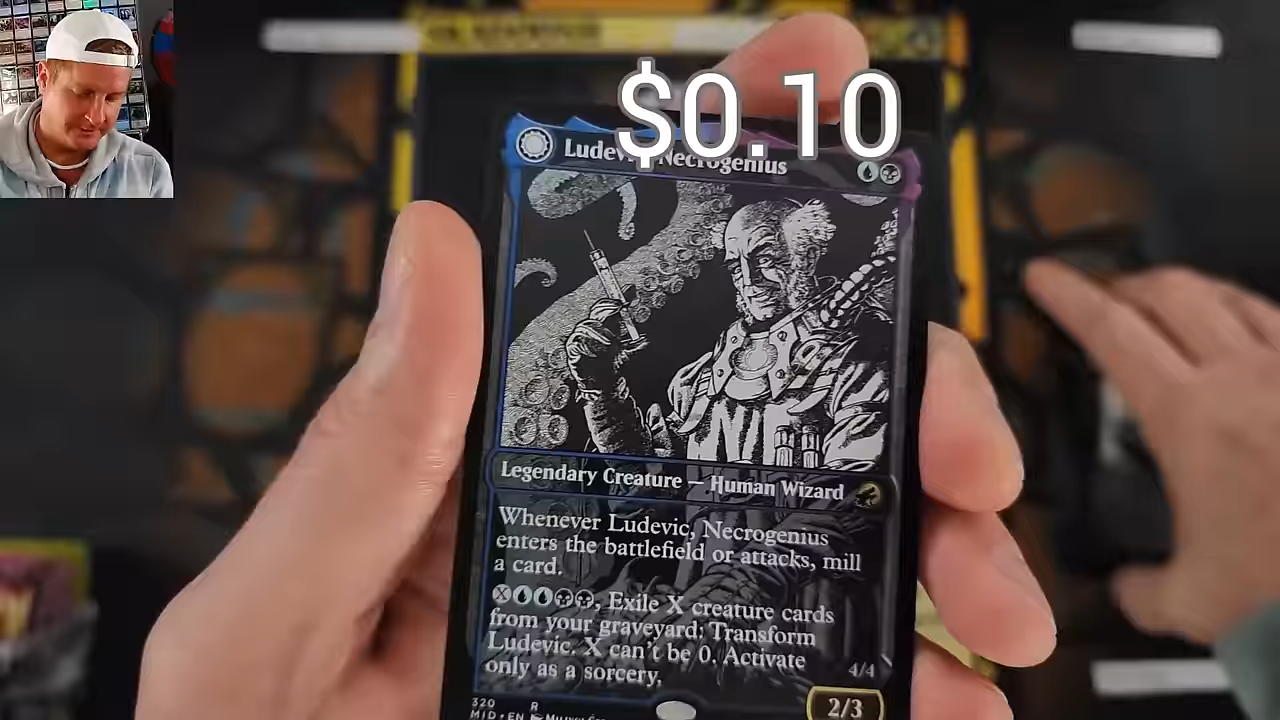 $0.10
Necrogenius
Legendary Creature — Human Wizard
Whenever Ludevic, Necrogenius
enters the battlefield or attacks, mill
a card.
, Exile X creature cards
from your graveyard: Transform
Ludevic. X can't be 0. Activate
only as a sorcery.
4/4
320 R
MID • EN
2/3